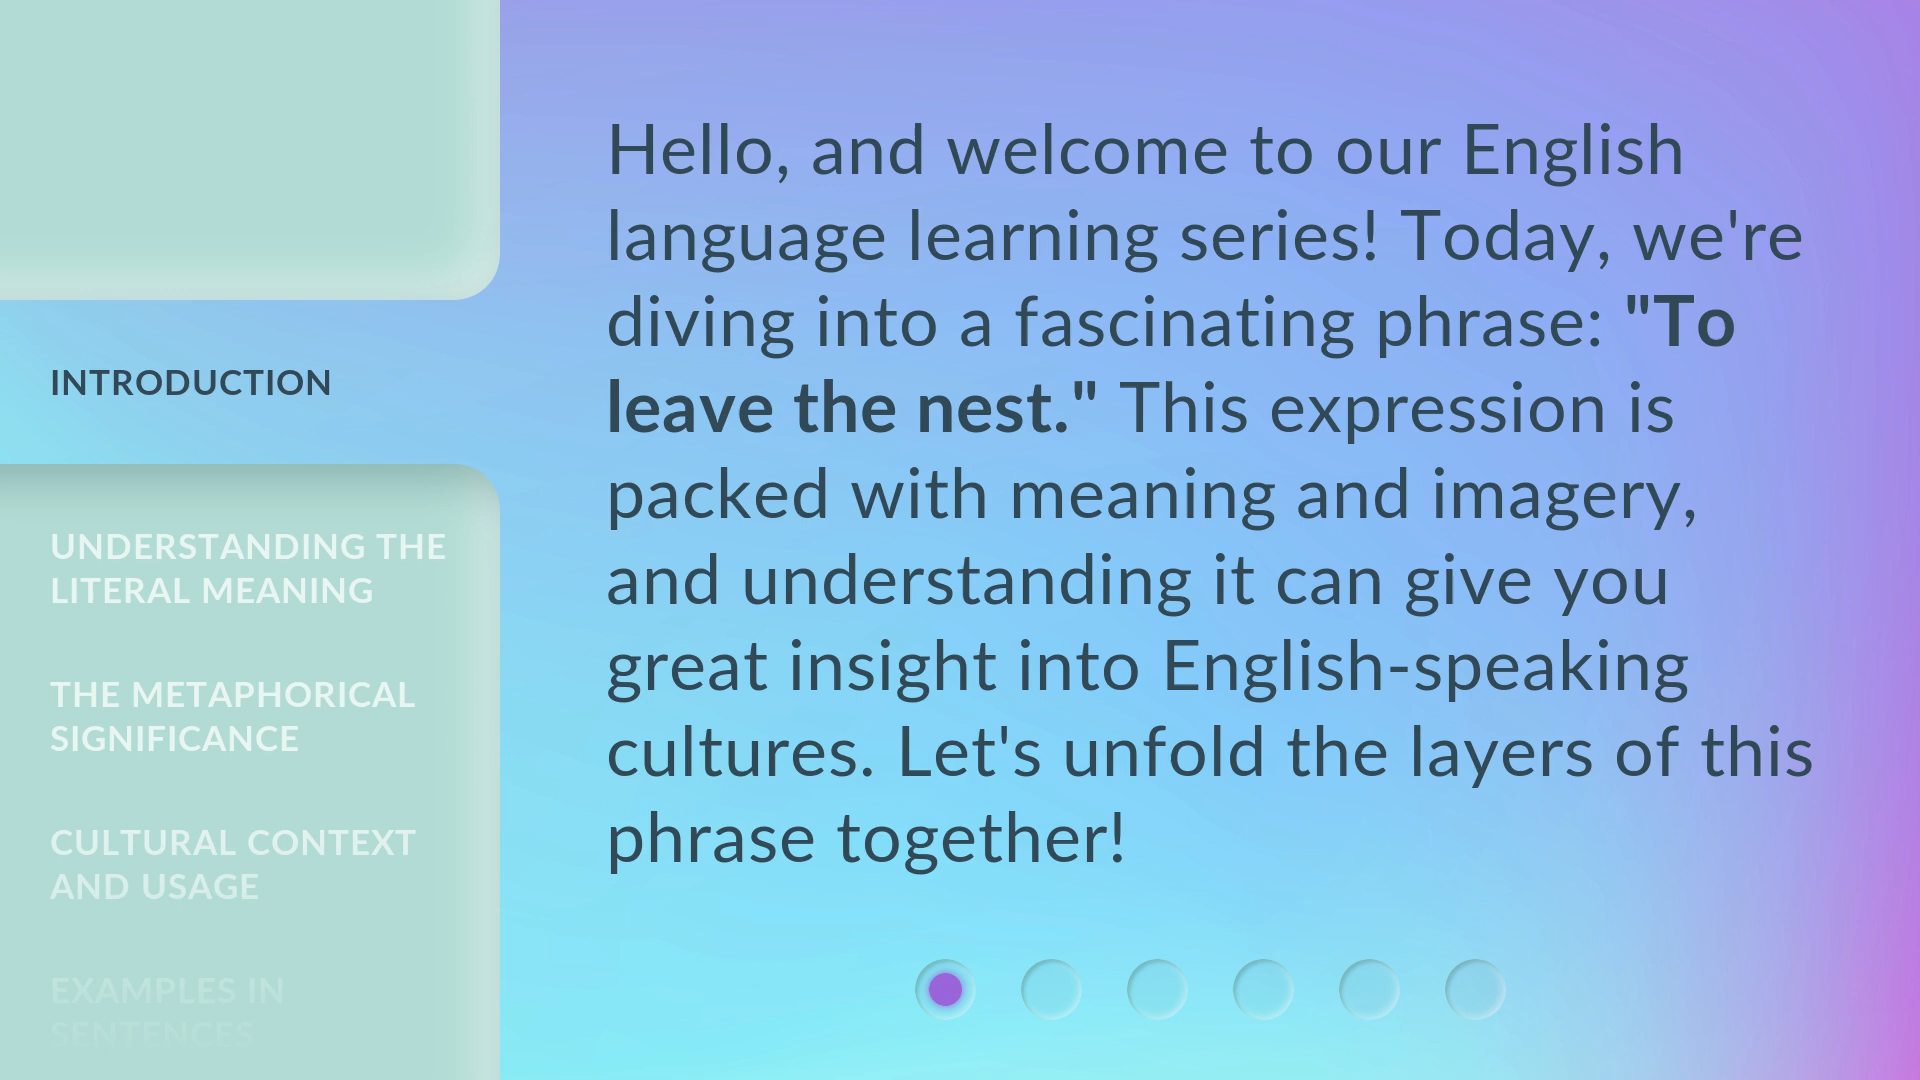 INTRODUCTION
UNDERSTANDING THE
LITERAL MEANING
THE METAPHORICAL
SIGNIFICANCE
CULTURAL CONTEXT
AND USAGE
EXAMPLES IN
SENTENCES
Hello, and welcome to our English
language learning series! Today, we're
diving into a fascinating phrase: "To
leave the nest." This expression is
packed with meaning and imagery,
and understanding it can give you
great insight into English-speaking
cultures. Let's unfold the layers of this
phrase together!